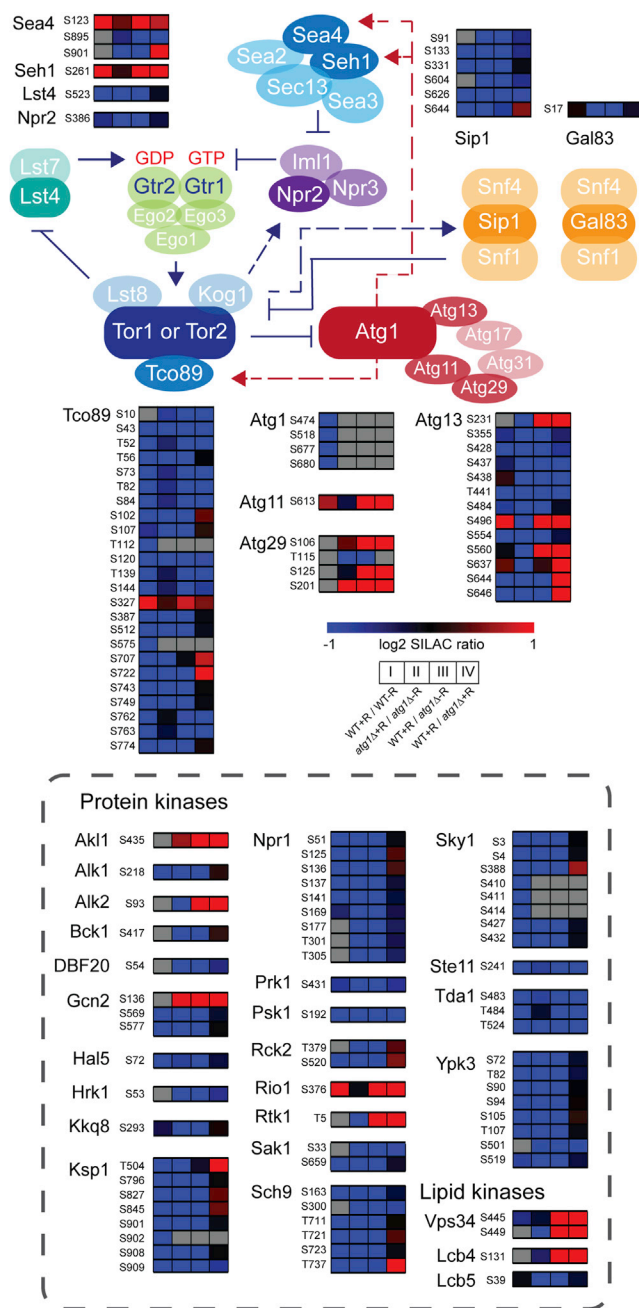 Sea4
S123
S895
S901
Seh1 S261
Lst4 S523
Npr2 S386
Sea4
Sea2 Seh1
Sec13
Sea3
S91
S133
S331
S604
S626
S644
Sip1
S17
Gal83
Lst7
Lst4
GDP GTP
Gtr2 Gtr1
Ego2 Ego3
Ego1
Iml1
Npr2 Npr3
Snf4
Sip1
Snf1
Snf4
Gal83
Snf1
Lst8 Kog1
Tor1 or Tor2
Tco89
Atg1
Atg13
Atg17
Atg31
Atg11
Atg29
Tco89
S10
S43
T52
T56
S73
T82
S84
S102
S107
T112
S120
T139
S144
S327
S387
S512
S575
S707
S722
S743
S749
S762
S763
S774
Atg1
S474
S518
S677
S680
Atg11 S613
Atg29
S106
T115
S125
S201
Atg13
S231
S355
S428
S437
S438
T441
S484
S496
S554
S560
S637
S644
S646
-1 log2 SILAC ratio 1
I II III IV
WT+R / WT-R
atg1Δ+R / atg1Δ-R
WT+R / atg1Δ-R
WT+R / atg1Δ+R
Protein kinases
Akl1 S435
Alk1 S218
Alk2 S93
Bck1 S417
DBF20 S54
Gcn2
S136
S569
S577
Hal5 S72
Hrk1 S53
Kkq8 S293
Ksp1
T504
S796
S827
S845
S901
S902
S908
S909
Npr1
S51
S125
S136
S137
S141
S169
S177
T301
T305
Prk1 S431
Psk1 S192
Rck2
T379
S520
Rio1 S376
Rtk1 T5
Sak1
S33
S659
Sch9
S163
S300
T711
T721
S723
T737
Sky1
S3
S4
S388
S410
S411
S414
S427
S432
Ste11 S241
Tda1
S483
T484
T524
Ypk3
S72
T82
S90
S94
S105
T107
S501
S519
Lipid kinases
Vps34
S445
S449
Lcb4 S131
Lcb5 S39